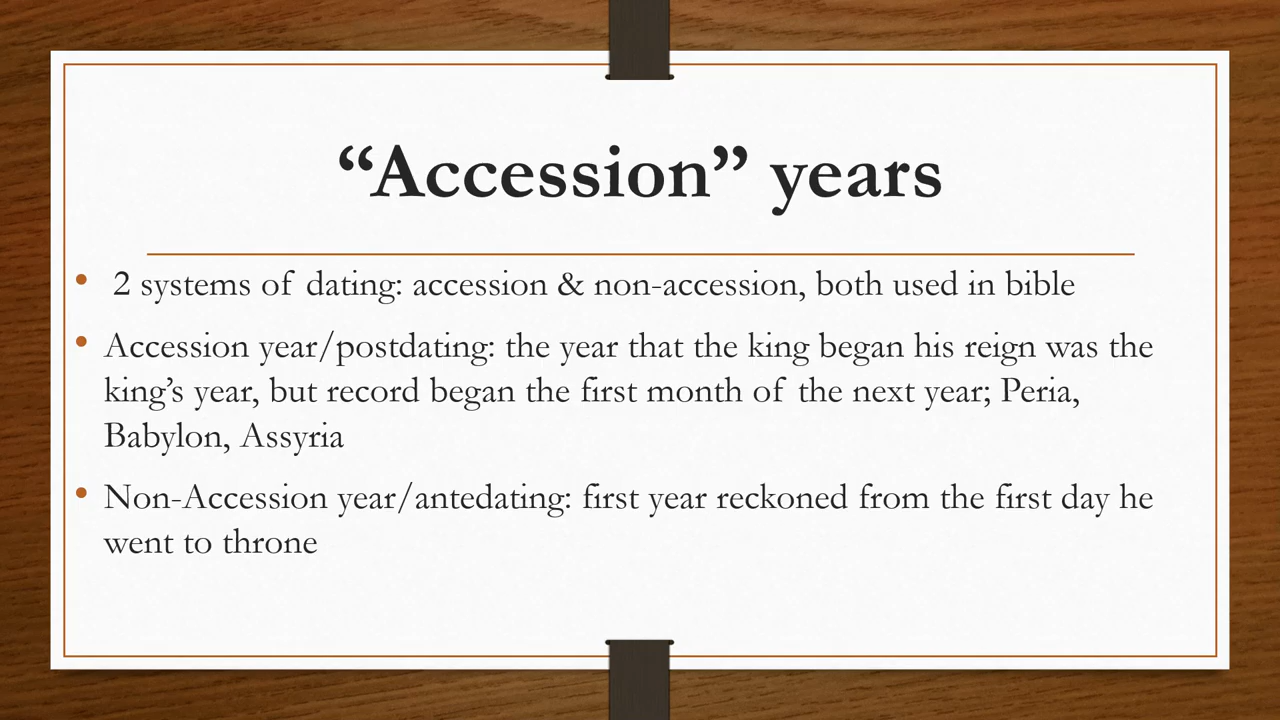 “Accession” years
• 2 systems of dating: accession & non-accession, both used in bible
• Accession year/postdating: the year that the king began his reign was the
king’s year, but record began the first month of the next year; Peria,
Babylon, Assyria
• Non-Accession year/antedating: first year reckoned from the first day he
went to throne